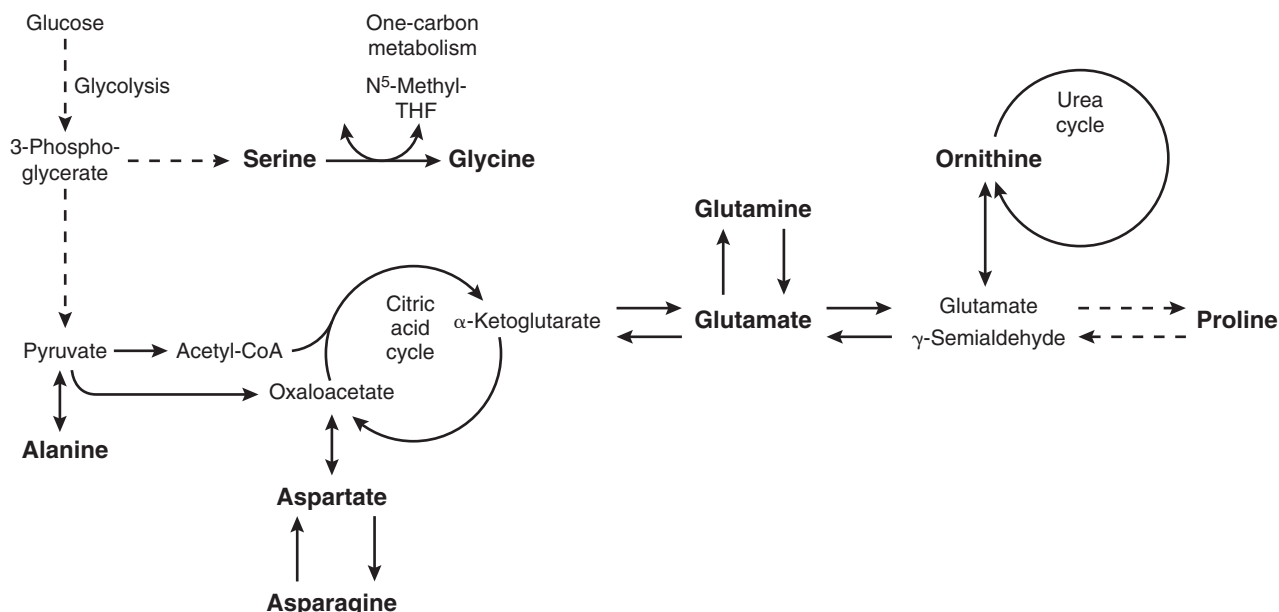 Glucose
Glycolysis
3-Phospho-
glycerate
One-carbon
metabolism
N⁵-Methyl-
THF
Serine
Glycine
Urea
cycle
Ornithine
Glutamine
Citric
acid
cycle
α-Ketoglutarate
Glutamate
Glutamate
γ-Semialdehyde
Proline
Pyruvate
Acetyl-CoA
Oxaloacetate
Alanine
Aspartate
Asparagine